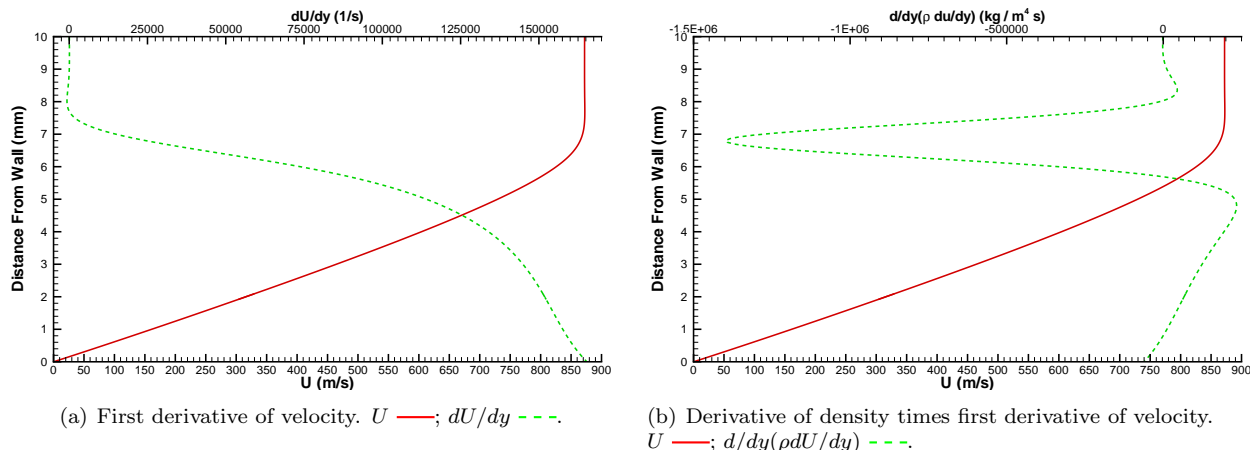 dU/dy (1/s)
0 25000 50000 75000 100000 125000 150000
10
9
8
7
6
5
4
3
2
1
0
Distance From Wall (mm)
0 50 100 150 200 250 300 350 400 450 500 550 600 650 700 750 800 850 900
U (m/s)
(a) First derivative of velocity. U ——; dU/dy - - - -.
d/dy(ρ du/dy) (kg / m⁴ s)
-1.5E+06 -1E+06 -500000 0
10
9
8
7
6
5
4
3
2
1
0
Distance From Wall (mm)
0 50 100 150 200 250 300 350 400 450 500 550 600 650 700 750 800 850 900
U (m/s)
(b) Derivative of density times first derivative of velocity.
U ——; d/dy(ρdU/dy) - - - -.